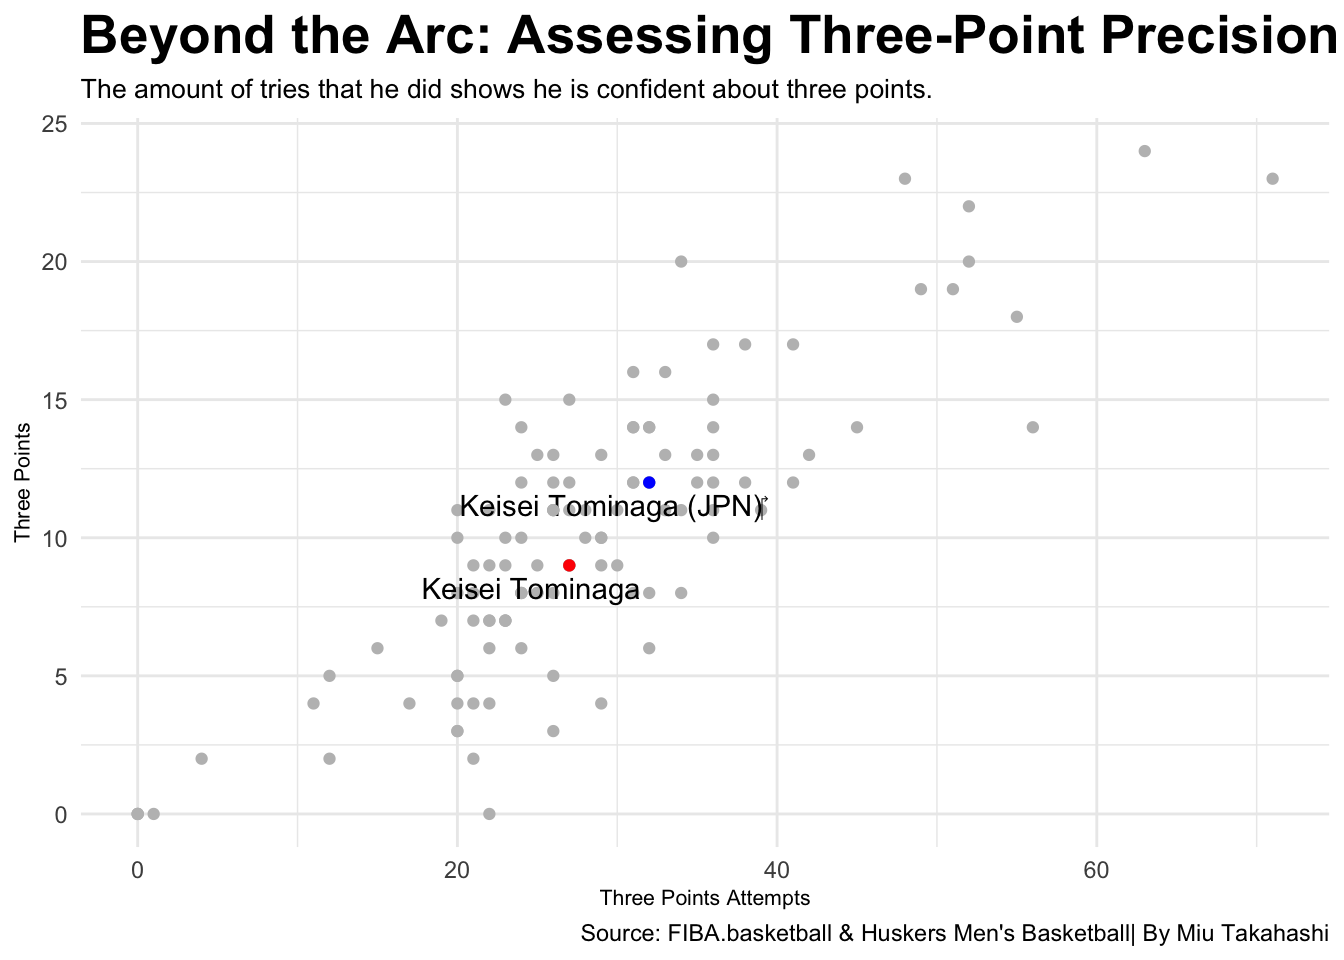 Beyond the Arc: Assessing Three-Point Precision
The amount of tries that he did shows he is confident about three points.
25
20
15
10
5
0
Three Points
Keisei Tominaga (JPN)
Keisei Tominaga
0 20 40 60
Three Points Attempts
Source: FIBA.basketball & Huskers Men's Basketball| By Miu Takahashi